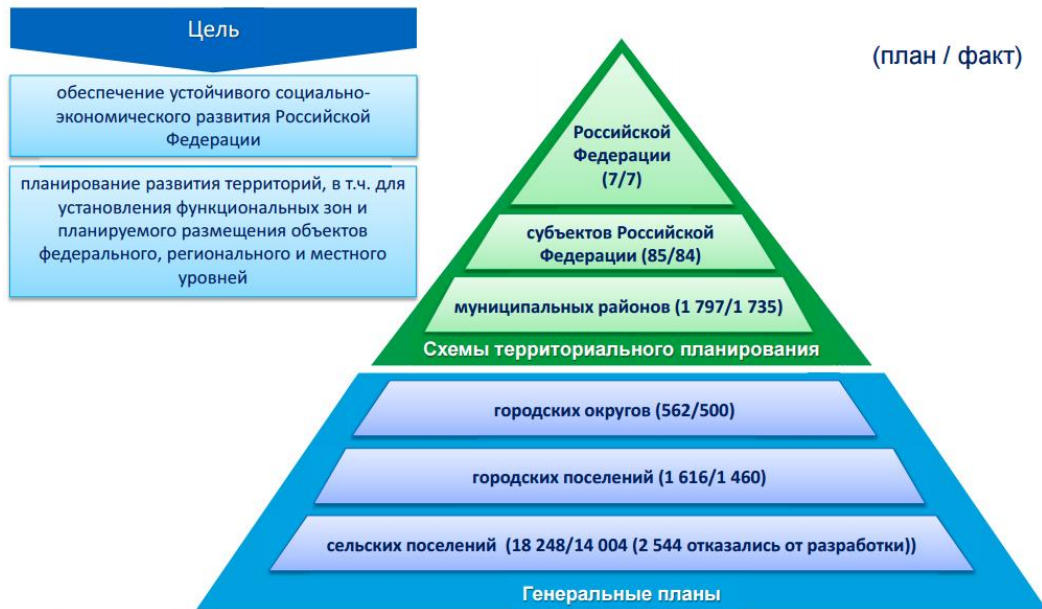 Цель
обеспечение устойчивого социально-
экономического развития Российской
Федерации
планирование развития территорий, в т.ч. для
установления функциональных зон и
планируемого размещения объектов
федерального, регионального и местного
уровней
(план / факт)
Российской
Федерации
(7/7)
субъектов Российской
Федерации (85/84)
муниципальных районов (1 797/1 735)
Схемы территориального планирования
городских округов (562/500)
городских поселений (1 616/1 460)
сельских поселений (18 248/14 004 (2 544 отказались от разработки))
Генеральные планы